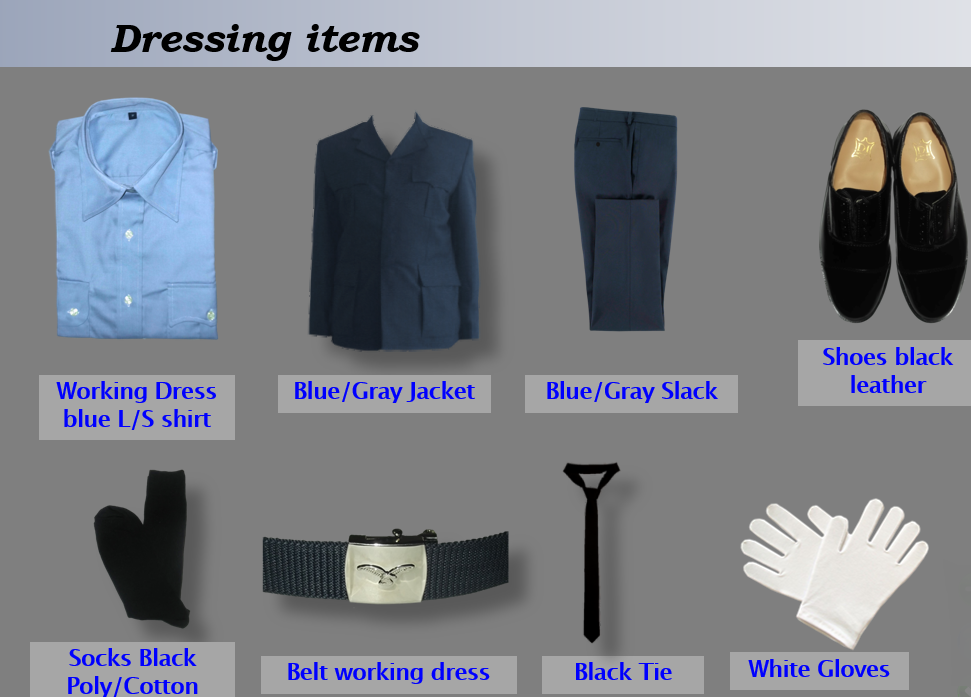 Dressing items
Working Dress
blue L/S shirt
Blue/Gray Jacket
Blue/Gray Slack
Shoes black
leather
Socks Black
Poly/Cotton
Belt working dress
Black Tie
White Gloves